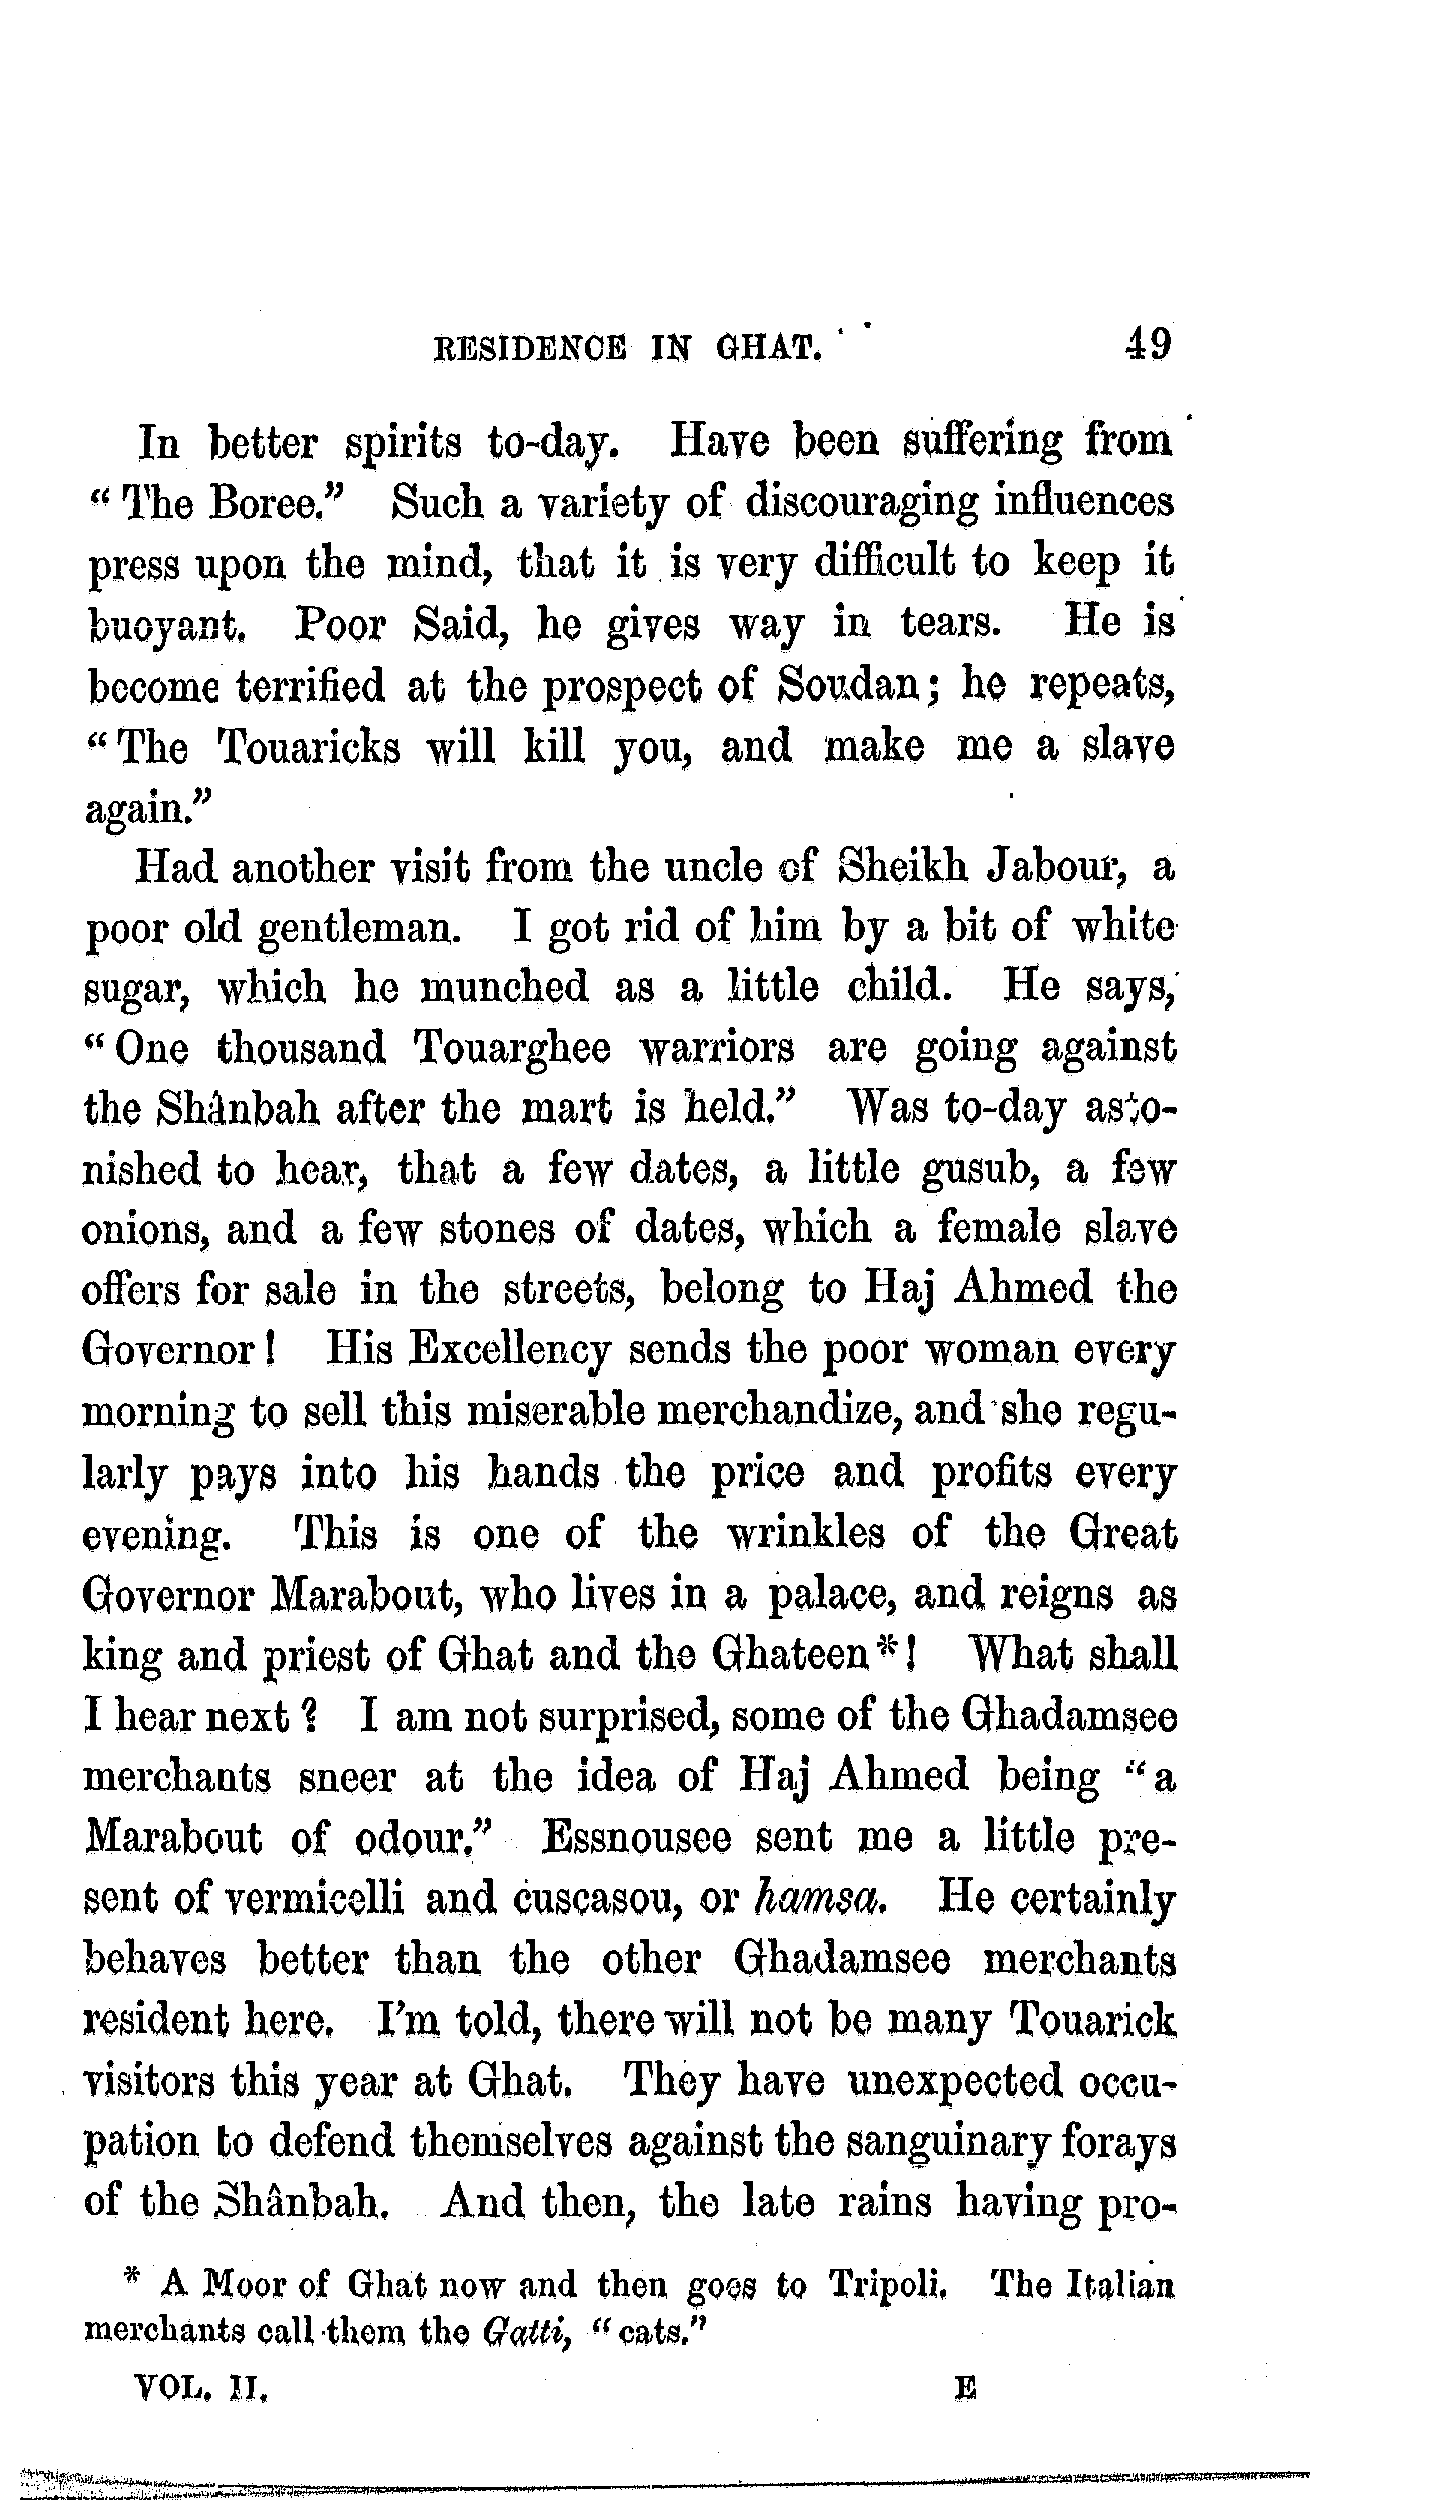 RESIDENCE IN GHAT. 49
In better spirits to-day. Have been suffering from
"The Boree." Such a variety of discouraging influences
press upon the mind, that it is very difficult to keep it
buoyant. Poor Said, he gives way in tears. He is
become terrified at the prospect of Soudan; he repeats,
"The Touaricks will kill you, and make me a slave
again."
Had another visit from the uncle of Sheikh Jabour, a
poor old gentleman. I got rid of him by a bit of white
sugar, which he munched as a little child. He says,
"One thousand Touarghee warriors are going against
the Shânbah after the mart is held." Was to-day asto-
nished to hear, that a few dates, a little gusub, a few
onions, and a few stones of dates, which a female slave
offers for sale in the streets, belong to Haj Ahmed the
Governor! His Excellency sends the poor woman every
morning to sell this miserable merchandize, and she regu-
larly pays into his hands the price and profits every
evening. This is one of the wrinkles of the Great
Governor Marabout, who lives in a palace, and reigns as
king and priest of Ghat and the Ghateen*! What shall
I hear next? I am not surprised, some of the Ghadamsee
merchants sneer at the idea of Haj Ahmed being "a
Marabout of odour." Essnousee sent me a little pre-
sent of vermicelli and cuscasou, or hamsa. He certainly
behaves better than the other Ghadamsee merchants
resident here. I'm told, there will not be many Touarick
visitors this year at Ghat. They have unexpected occu-
pation to defend themselves against the sanguinary forays
of the Shânbah. And then, the late rains having pro-
* A Moor of Ghat now and then goes to Tripoli. The Italian
merchants call them the Gatti, "cats."
VOL. II. E